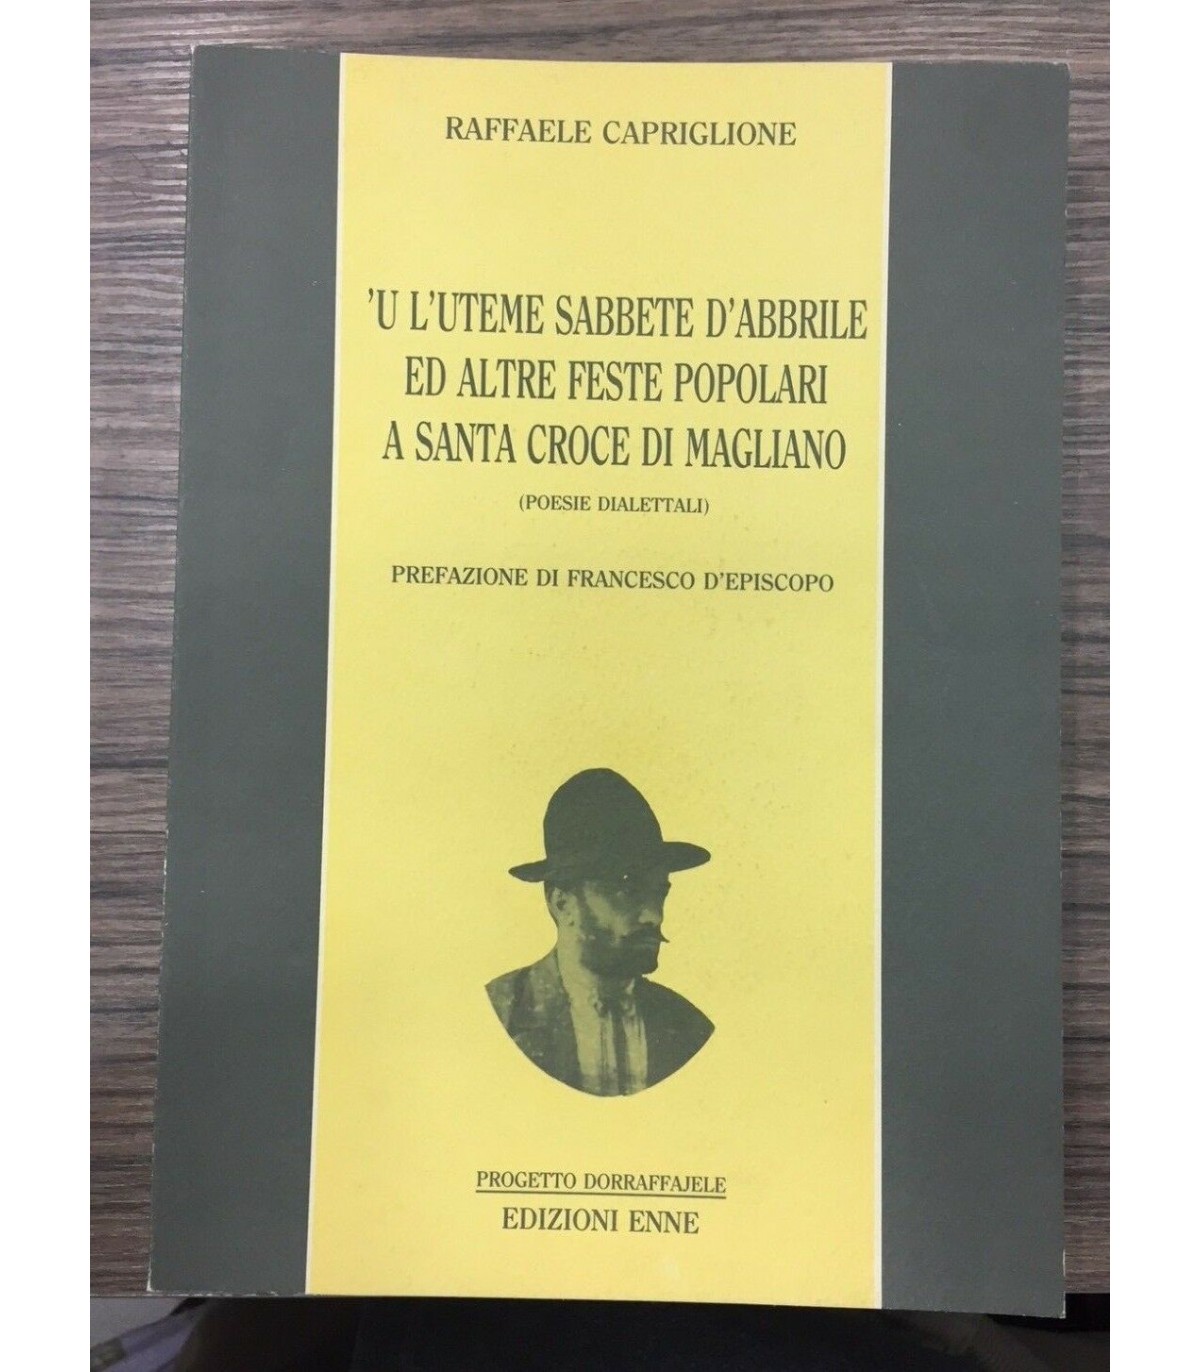 RAFFAELE CAPRIGLIONE
'U L'UTEME SABBETE D'ABBRILE
ED ALTRE FESTE POPOLARI
A SANTA CROCE DI MAGLIANO
(POESIE DIALETTALI)
PREFAZIONE DI FRANCESCO D'EPISCOPO
PROGETTO DORRAFFAJELE
EDIZIONI ENNE